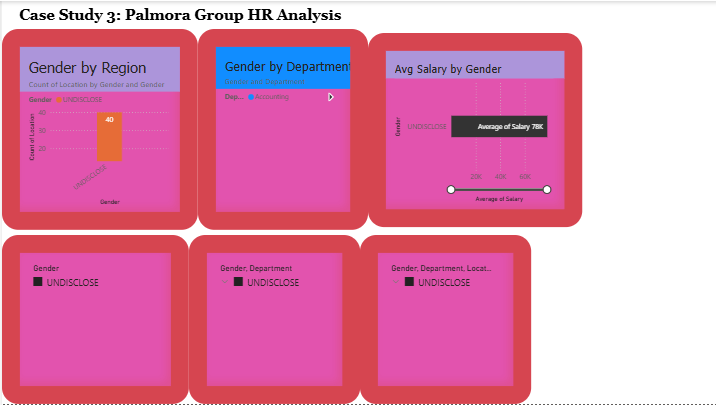 Case Study 3: Palmora Group HR Analysis
Gender by Region
Count of Location by Gender and Gender
Gender UNDISCLOSE
Count of Location
40
30
20
40
UNDISCLOSE
Gender
Gender by Department
Gender and Department
Dep... Accounting
Avg Salary by Gender
Gender
UNDISCLOSE
Average of Salary 78K
20K 40K 60K
Average of Salary
Gender
UNDISCLOSE
Gender, Department
UNDISCLOSE
Gender, Department, Locat...
UNDISCLOSE